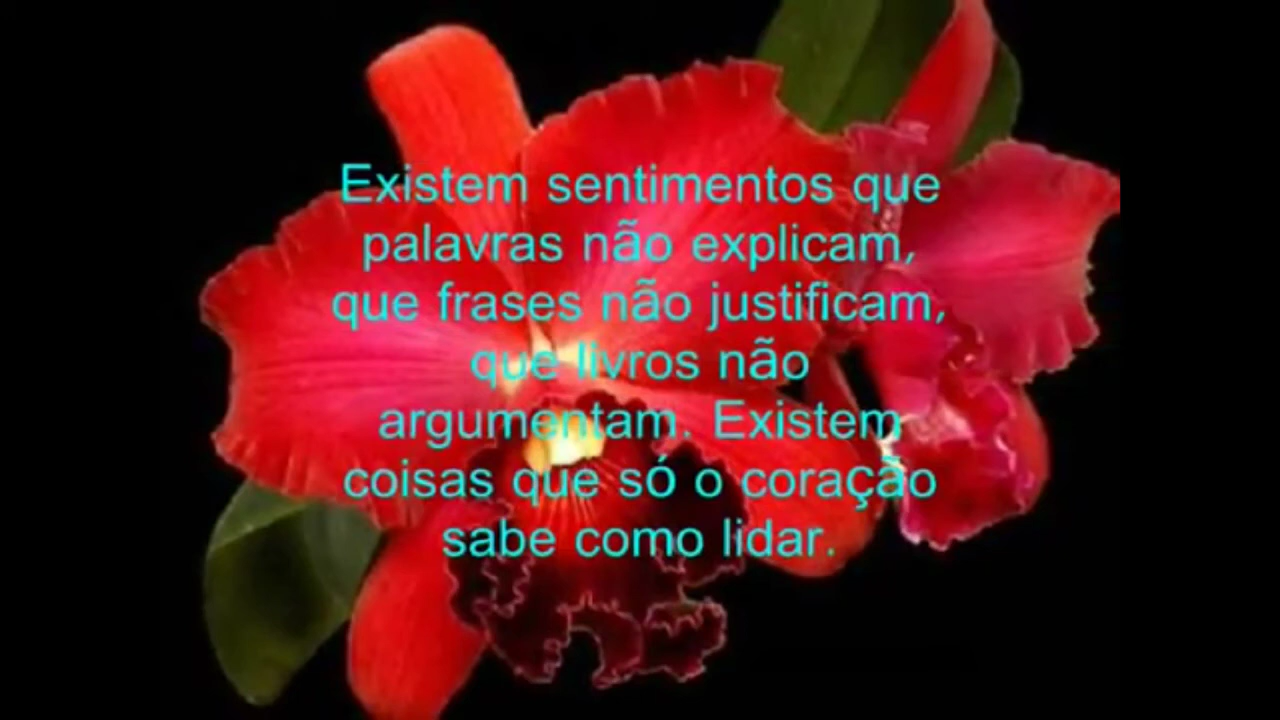 Existem sentimentos que
palavras não explicam,
que frases não justificam,
que livros não
argumentam. Existem
coisas que só o coração
sabe como lidar.